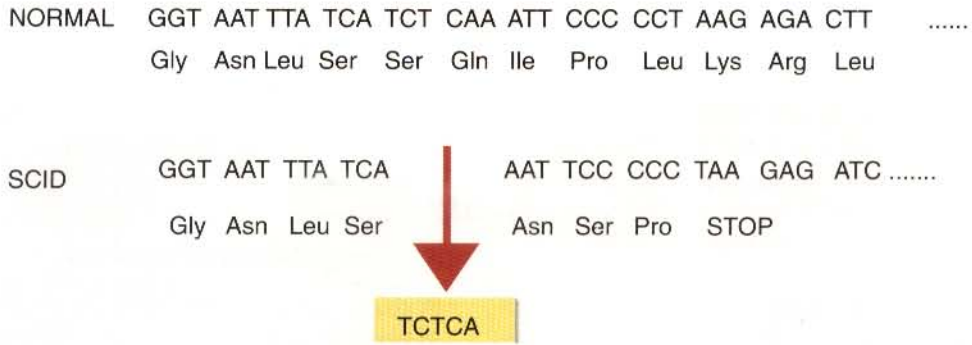 NORMAL GGT AAT TTA TCA TCT CAA ATT CCC CCT AAG AGA CTT ......
Gly Asn Leu Ser Ser Gln Ile Pro Leu Lys Arg Leu
SCID GGT AAT TTA TCA AAT TCC CCC TAA GAG ATC .......
Gly Asn Leu Ser Asn Ser Pro STOP
TCTCA